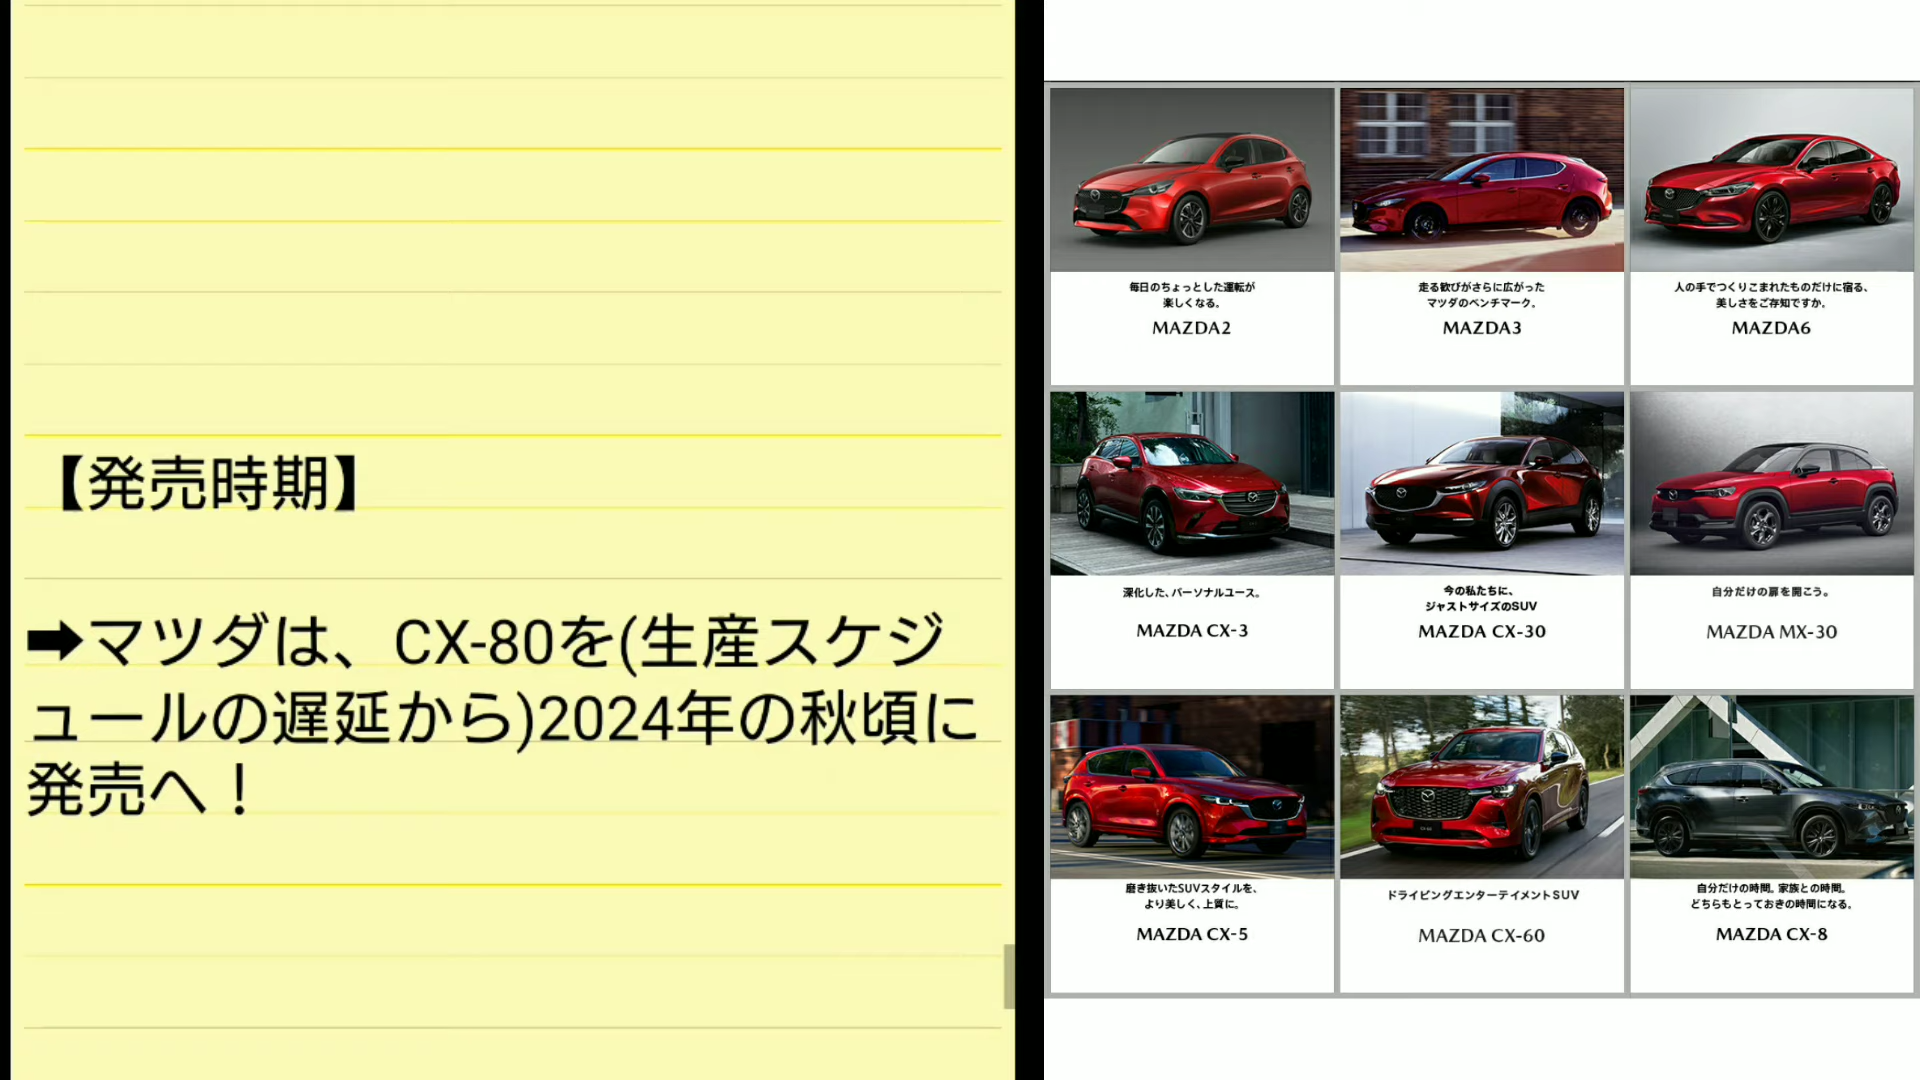 【発売時期】
➡マツダは、CX-80を(生産スケジ
ュールの遅延から)2024年の秋頃に
発売へ！
毎日のちょっとした運転が
楽しくなる。
MAZDA2
走る歓びがさらに広がった
マツダのベンチマーク。
MAZDA3
人の手でつくりこまれたものだけに宿る、
美しさをご存知ですか。
MAZDA6
深化した、パーソナルユース。
MAZDA CX-3
今の私たちに、
ジャストサイズのSUV
MAZDA CX-30
自分だけの扉を開こう。
MAZDA MX-30
磨き抜いたSUVスタイルを、
より美しく、上質に。
MAZDA CX-5
ドライビングエンターテイメントSUV
MAZDA CX-60
自分だけの時間。家族との時間。
どちらもとっておきの時間になる。
MAZDA CX-8